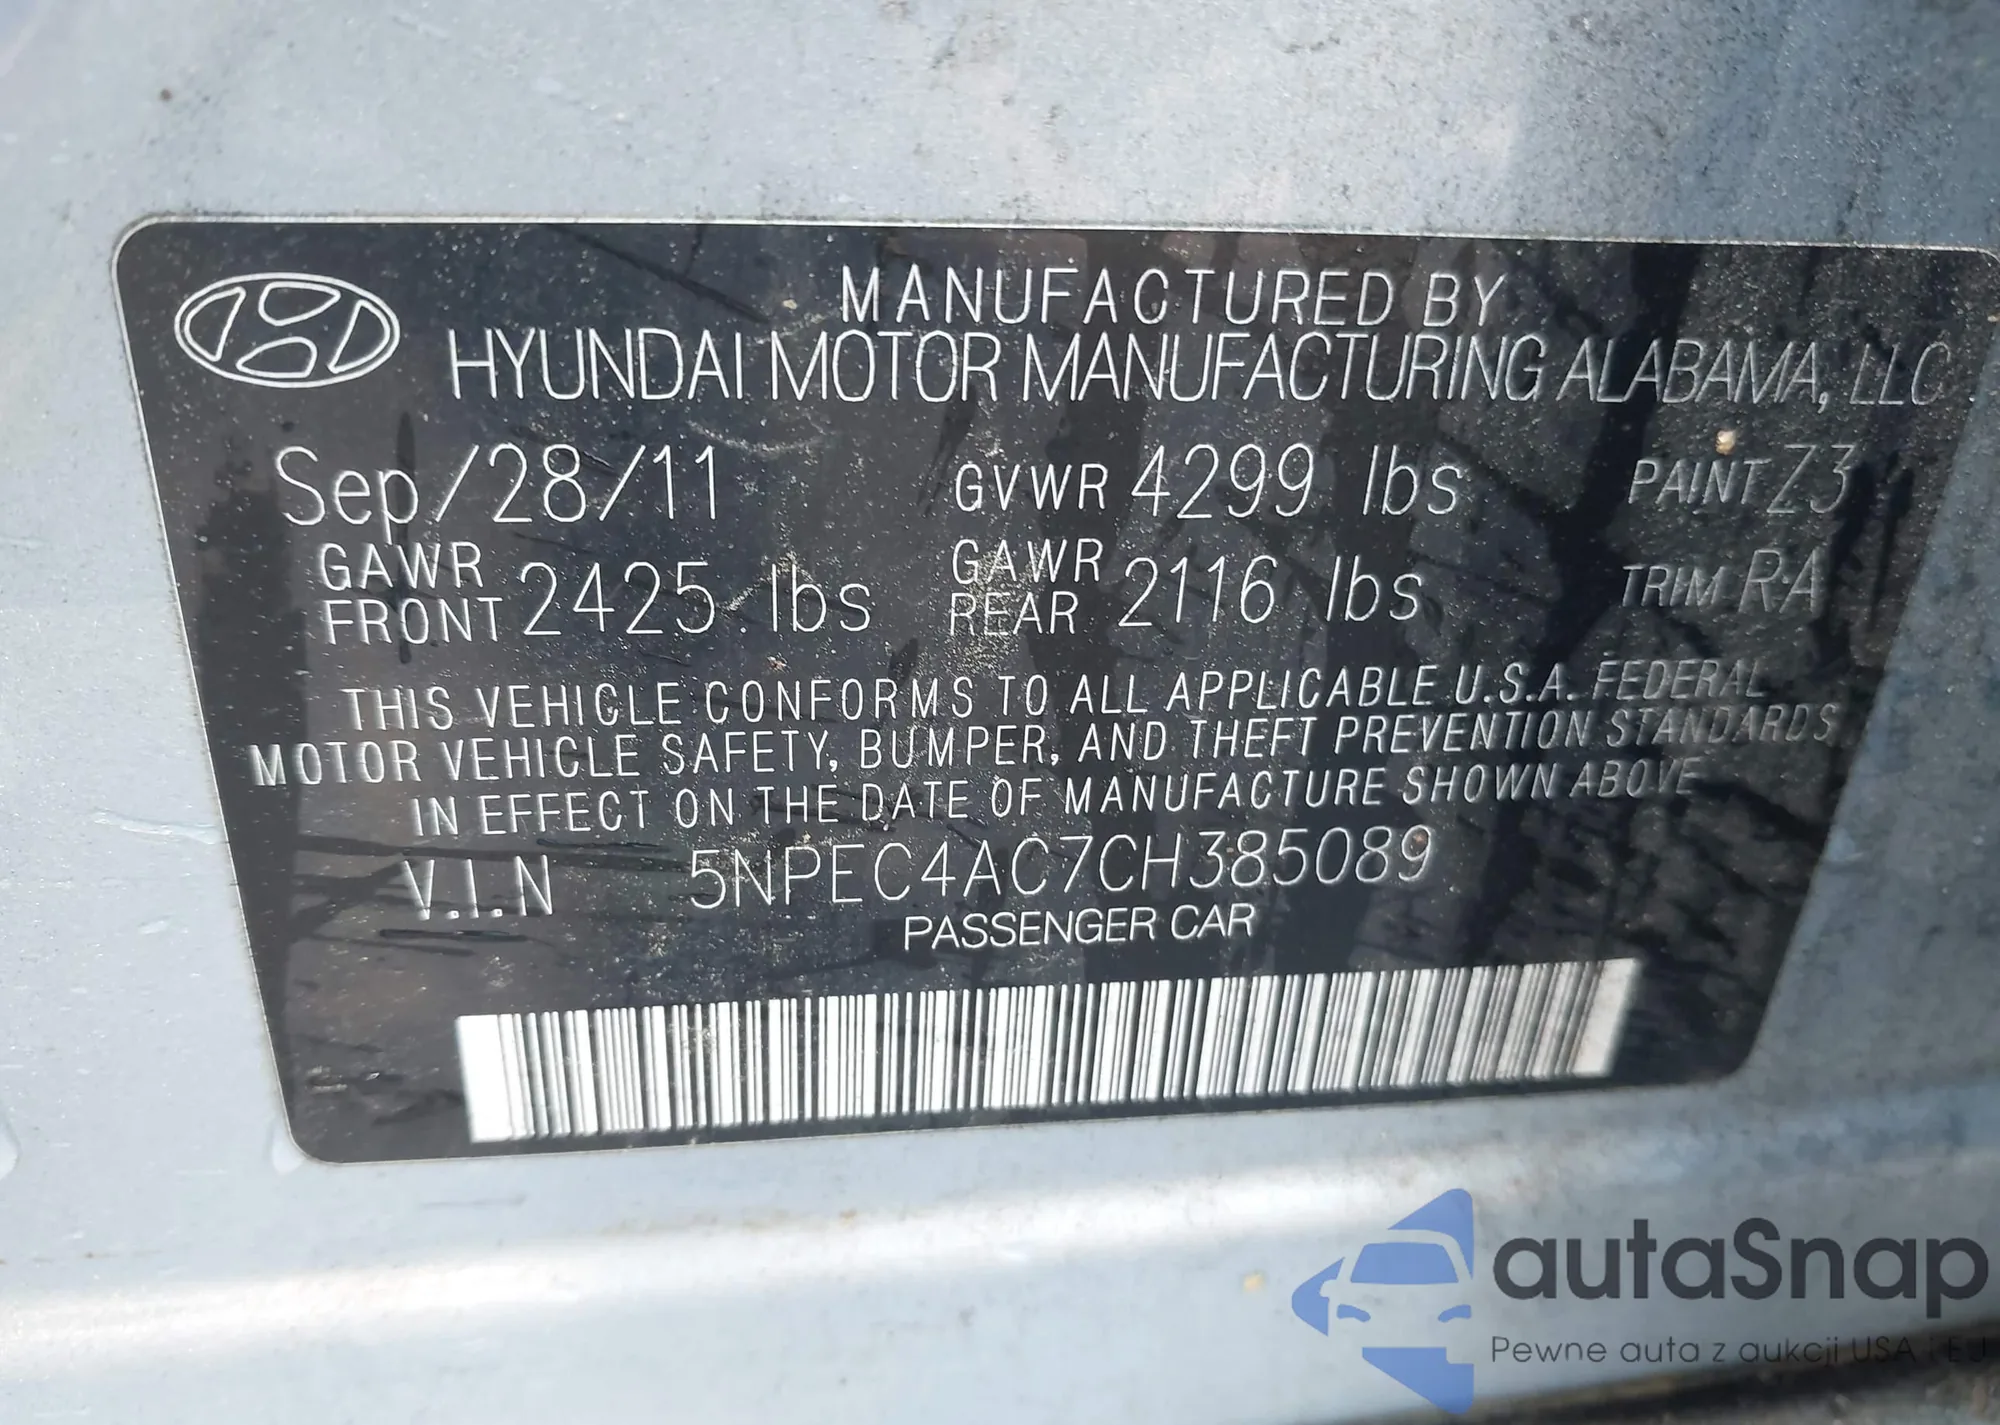 MANUFACTURED BY
HYUNDAI MOTOR MANUFACTURING ALABAMA, LLC
Sep/28/11 GVWR 4299 lbs PAINT Z3
GAWR FRONT 2425 lbs GAWR REAR 2116 lbs TRIM RA
THIS VEHICLE CONFORMS TO ALL APPLICABLE U.S.A. FEDERAL
MOTOR VEHICLE SAFETY, BUMPER, AND THEFT PREVENTION STANDARDS
IN EFFECT ON THE DATE OF MANUFACTURE SHOWN ABOVE
V.I.N 5NPEC4AC7CH385089
PASSENGER CAR
autaSnap
Pewne auta z aukcji USA i EU